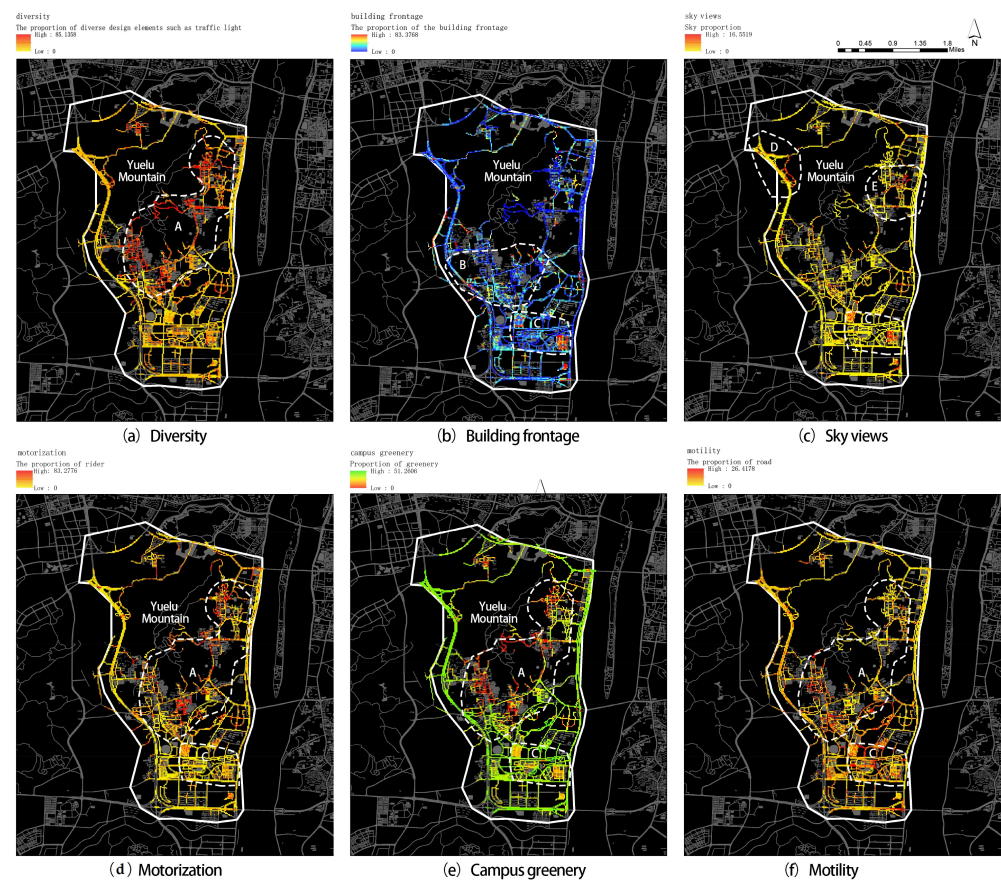 diversity
The proportion of diverse design elements such as traffic light
High : 85.1358
Low : 0
building frontage
The proportion of the building frontage
High : 83.3768
Low : 0
sky views
Sky proportion
High : 16.5519
Low : 0
0 0.45 0.9 1.35 1.8
Miles
N
Yuelu
Mountain
A
Yuelu
Mountain
B
C
D
Yuelu
Mountain
E
C
(a) Diversity
(b) Building frontage
(c) Sky views
motorization
The proportion of rider
High: 83.2776
Low : 0
campus greenery
Proportion of greenery
High : 51.2606
Low : 0
motility
The proportion of road
High : 26.4178
Low : 0
Yuelu
Mountain
A
C
Yuelu
Mountain
A
C
Yuelu
Mountain
A
C
(d) Motorization
(e) Campus greenery
(f) Motility